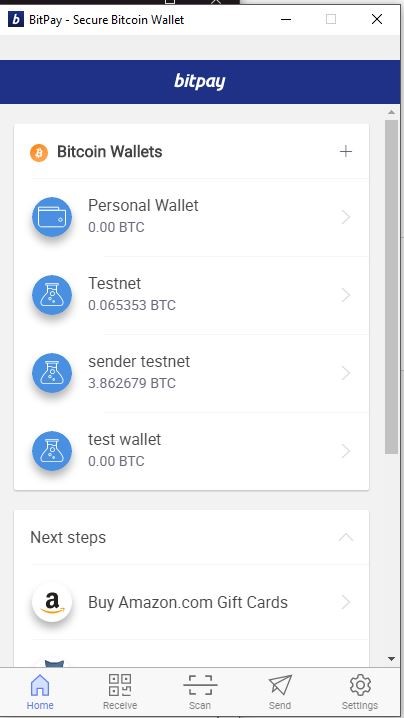 BitPay - Secure Bitcoin Wallet
bitpay
Bitcoin Wallets
Personal Wallet
0.00 BTC
Testnet
0.065353 BTC
sender testnet
3.862679 BTC
test wallet
0.00 BTC
Next steps
Buy Amazon.com Gift Cards
Home
Receive
Scan
Send
Settings